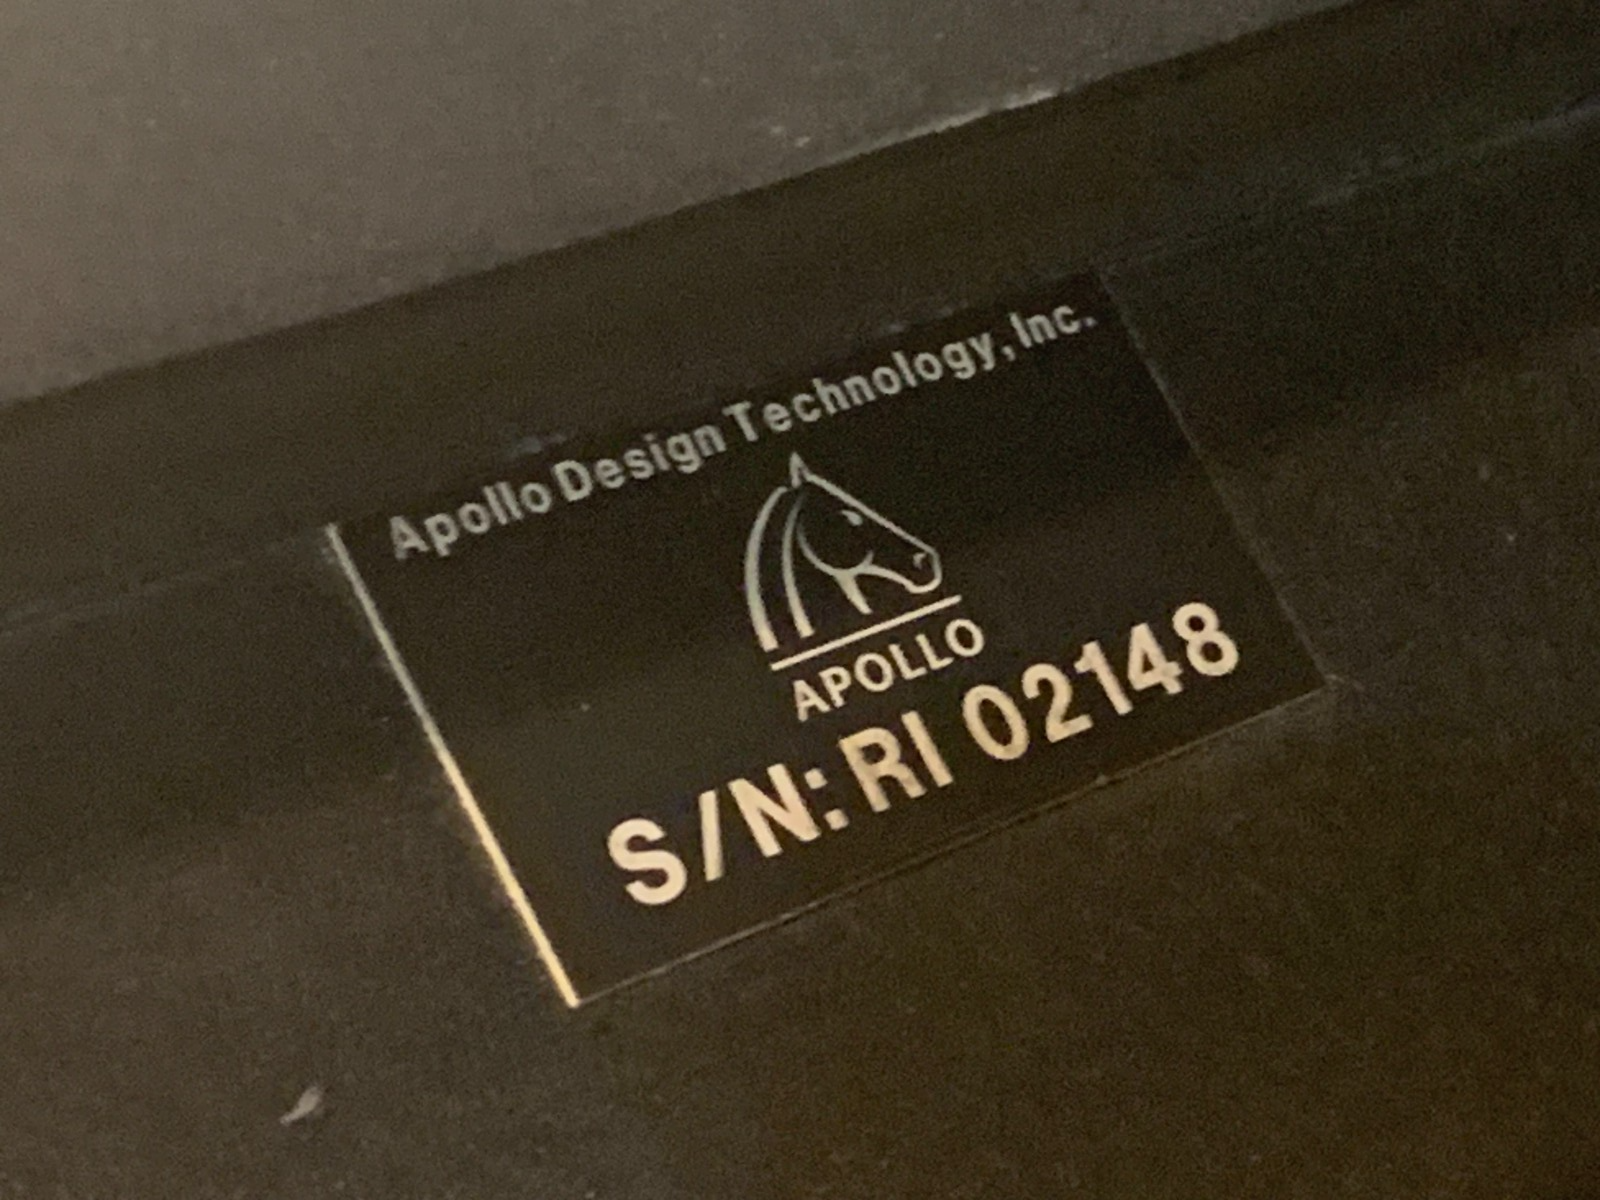 Apollo Design Technology, Inc.
APOLLO
S/N: RI 02148